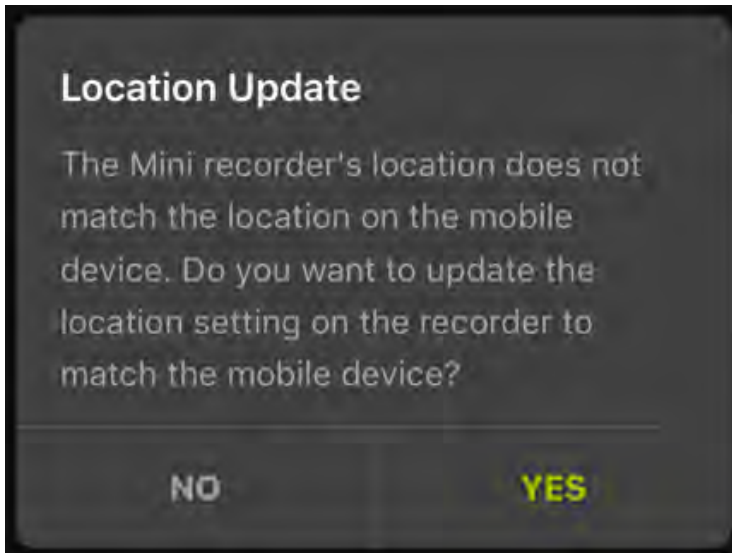 Location Update
The Mini recorder's location does not
match the location on the mobile
device. Do you want to update the
location setting on the recorder to
match the mobile device?
NO
YES